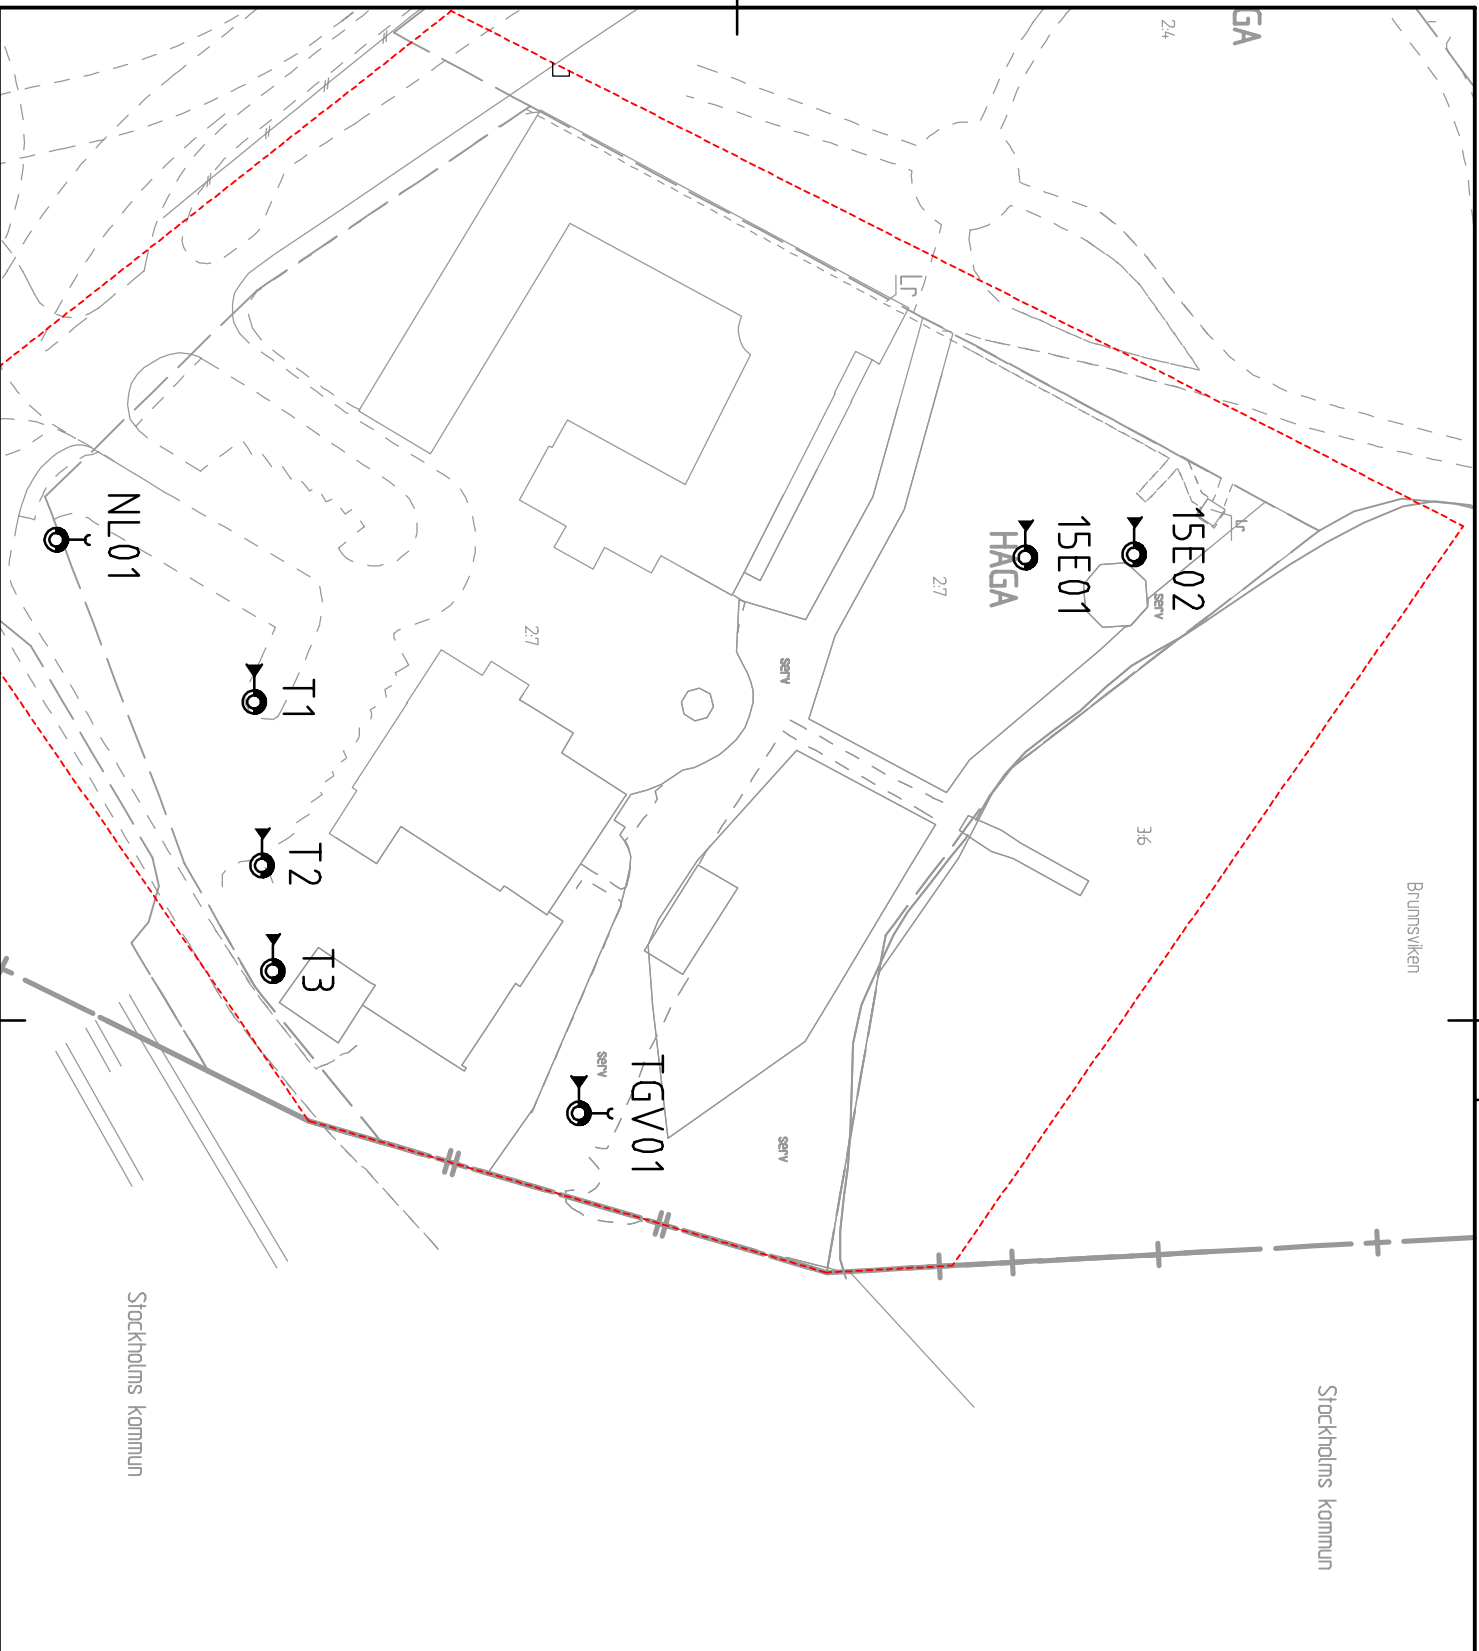 GA
2:4
Lr
Lr
15E02
15E01
HAGA
serv
2:7
NL01
2:7
serv
T1
T2
3:6
Brunnsviken
T3
serv
TGV01
serv
Stockholms kommun
Stockholms kommun